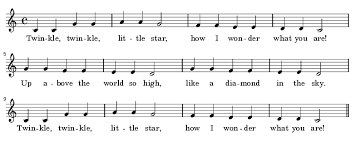 Twin-kle, twin-kle, lit-tle star, how I won-der what you are!
5
Up a-bove the world so high, like a dia-mond in the sky.
9
Twin-kle, twin-kle, lit-tle star, how I won-der what you are!